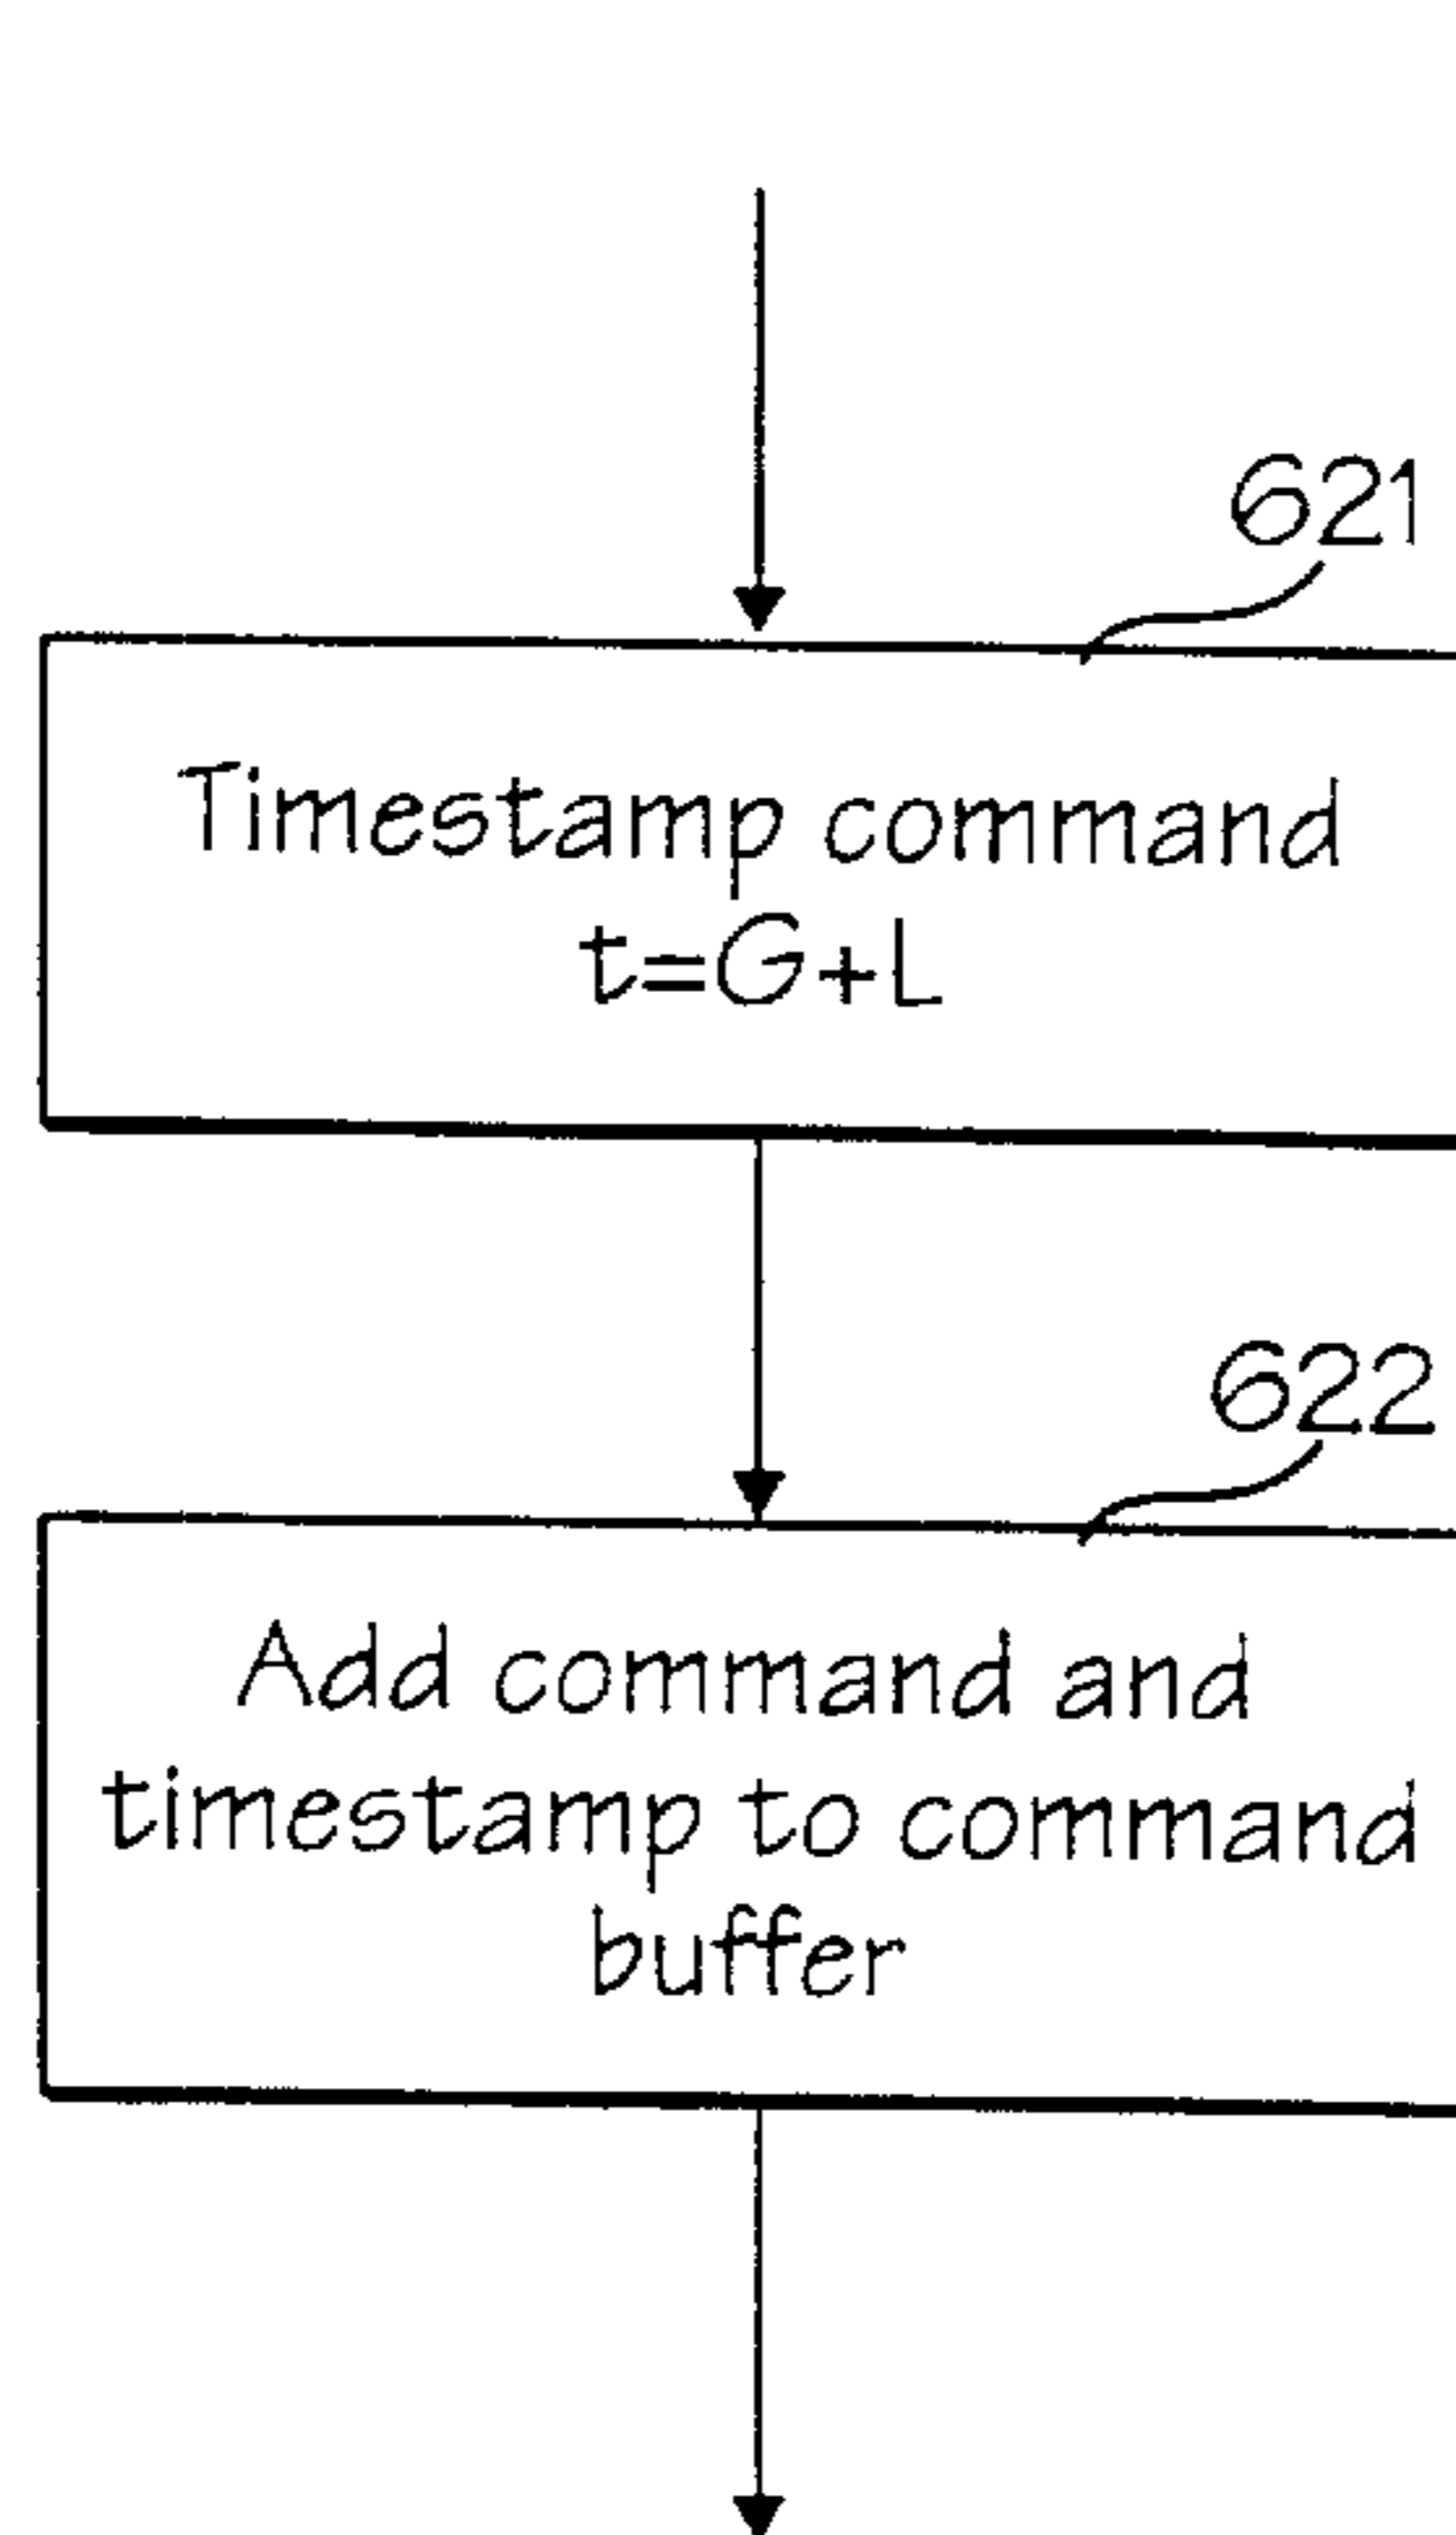 621
Timestamp command
t=G+L
622
Add command and
timestamp to command
buffer